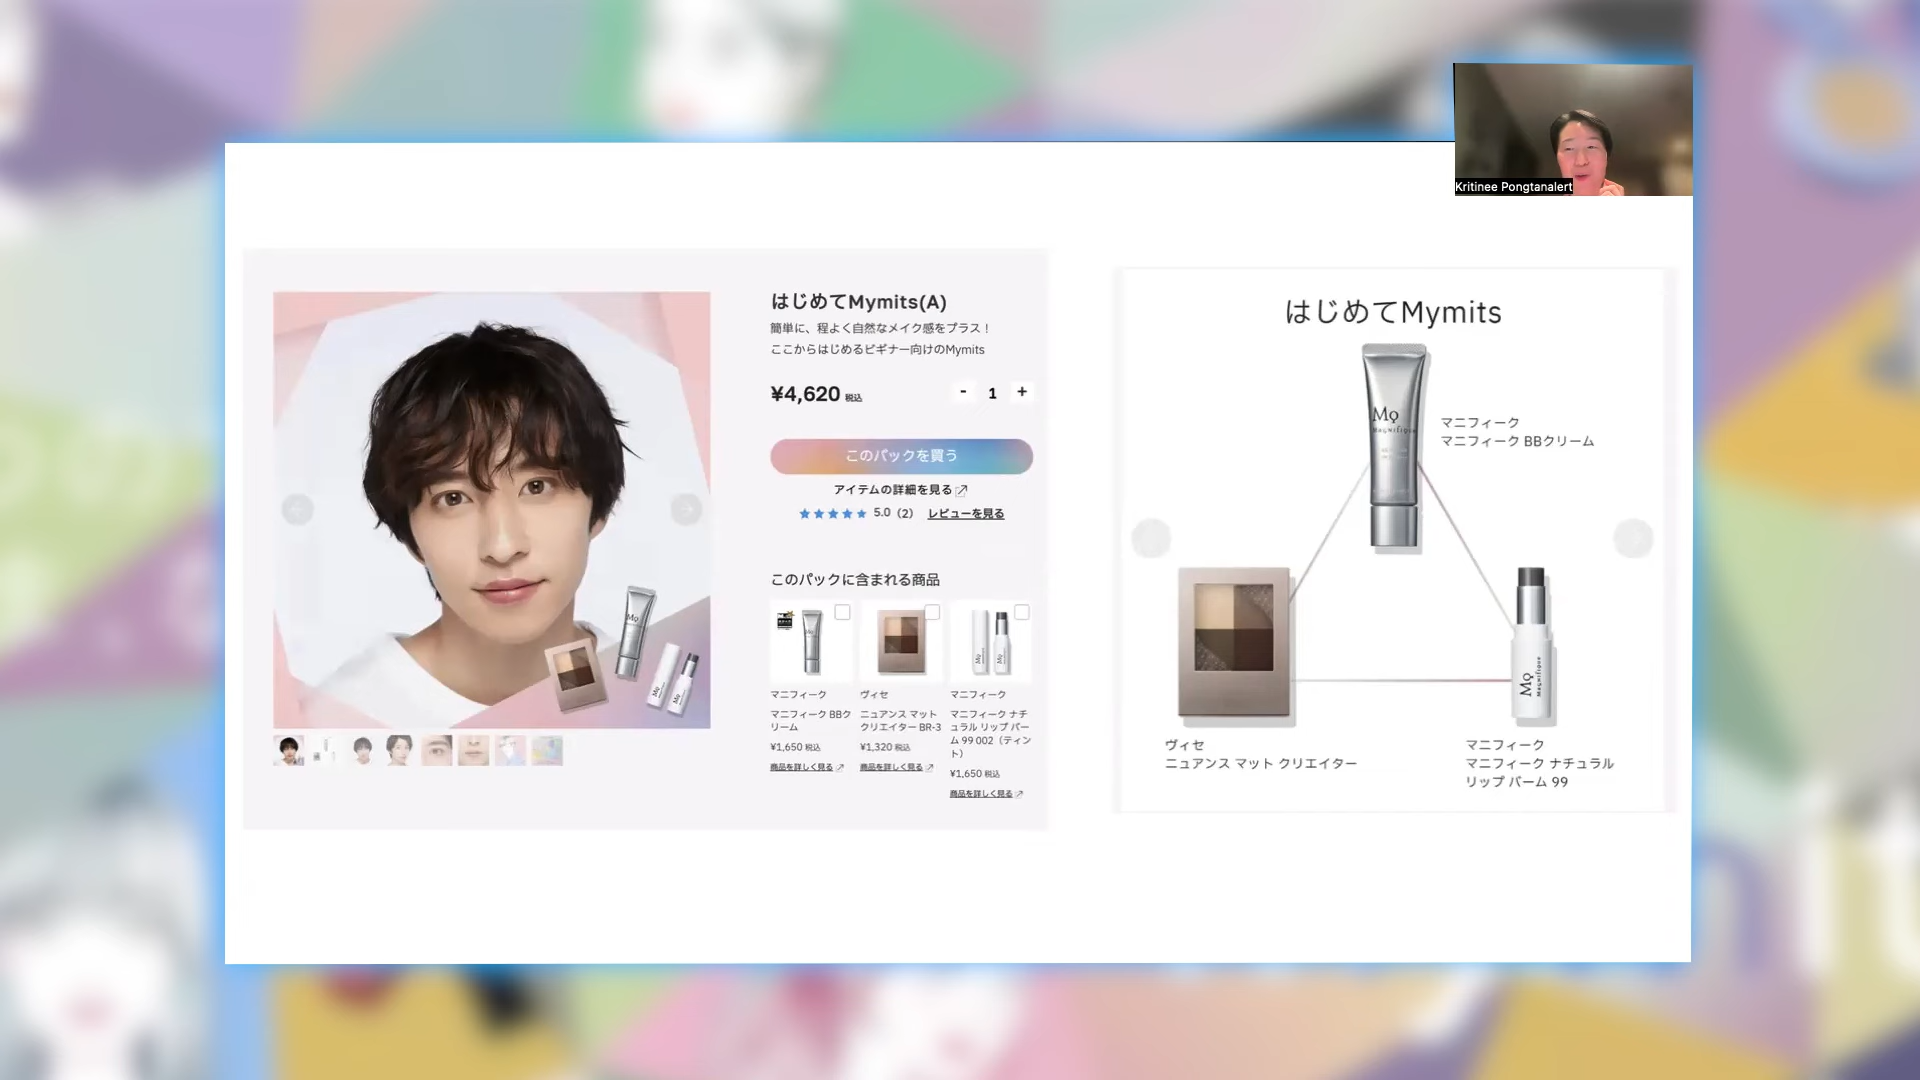 Kritinee Pongtanalert
はじめてMymits(A)
簡単に、程よく自然なメイク感をプラス！
ここからはじめるビギナー向けのMymits
¥4,620 税込
- 1 +
このパックを買う
アイテムの詳細を見る
5.0 (2) レビューを見る
このパックに含まれる商品
マニフィーク
マニフィーク BBク
リーム
¥1,650 税込
商品を詳しく見る
ヴィセ
ニュアンス マット
クリエイター BR-3
¥1,320 税込
商品を詳しく見る
マニフィーク
マニフィーク ナチ
ュラル リップ バー
ム 99 002（ティン
ト）
¥1,650 税込
商品を詳しく見る
はじめてMymits
Mọ
Magnifique
マニフィーク
マニフィーク BBクリーム
ヴィセ
ニュアンス マット クリエイター
Mọ
Magnifique
マニフィーク
マニフィーク ナチュラル
リップ バーム 99